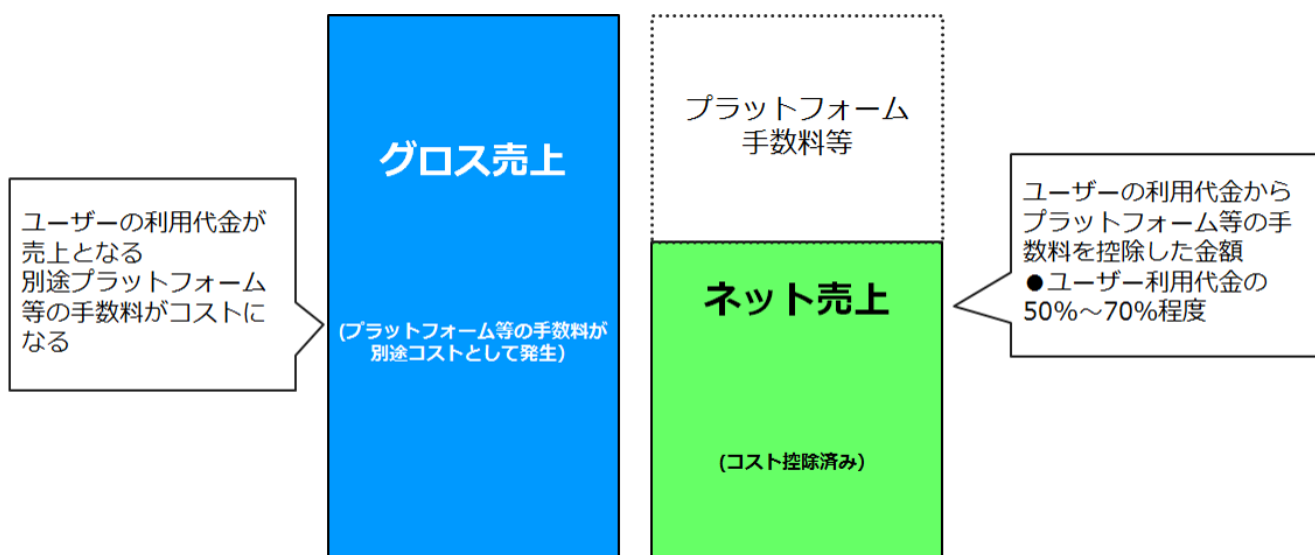 ユーザーの利用代金が
売上となる
別途プラットフォーム
等の手数料がコストに
なる
グロス売上
(プラットフォーム等の手数料が
別途コストとして発生)
プラットフォーム
手数料等
ネット売上
(コスト控除済み)
ユーザーの利用代金から
プラットフォーム等の手
数料を控除した金額
●ユーザー利用代金の
50%～70%程度